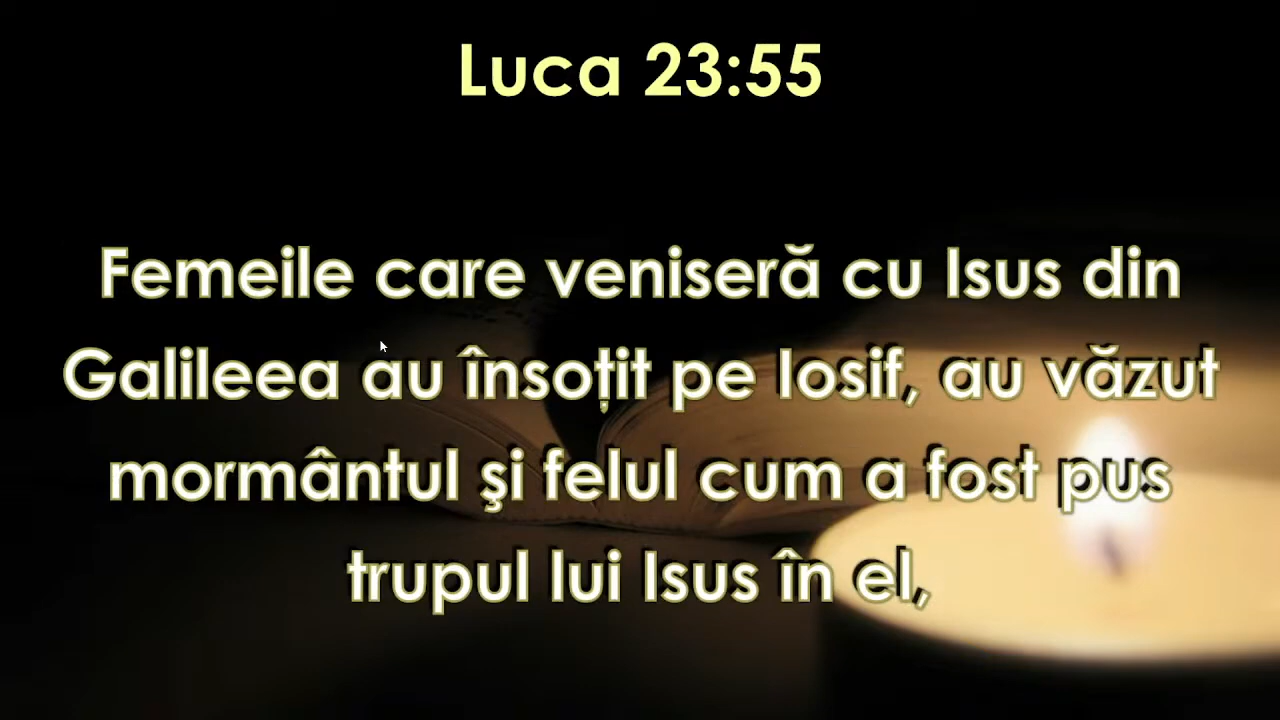 Luca 23:55
Femeile care veniseră cu Isus din
Galileea au însoţit pe Iosif, au văzut
mormântul şi felul cum a fost pus
trupul lui Isus în el,